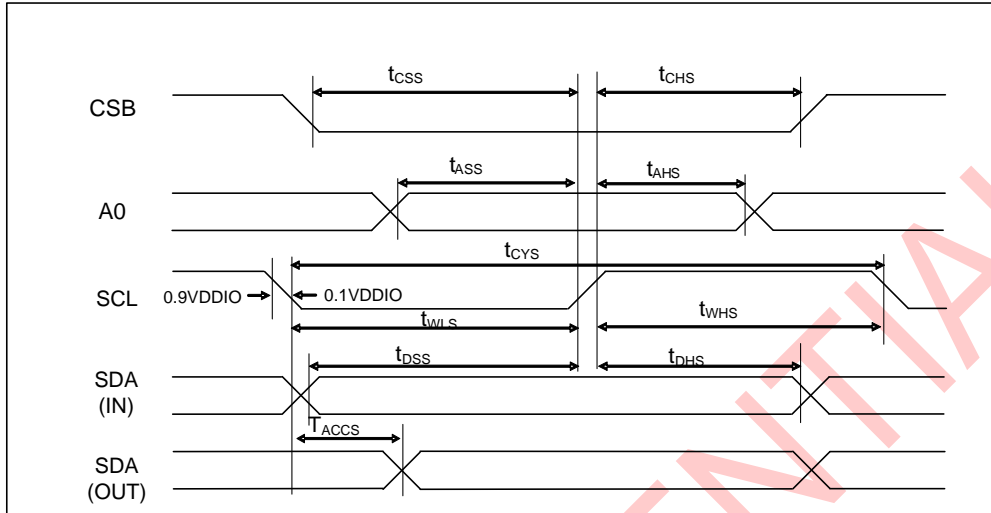 tCSS
tCHS
CSB
tASS
tAHS
A0
tCYS
SCL
0.9VDDIO
0.1VDDIO
tWLS
tWHS
tDSS
tDHS
SDA
(IN)
TACCS
SDA
(OUT)
ENTIAL